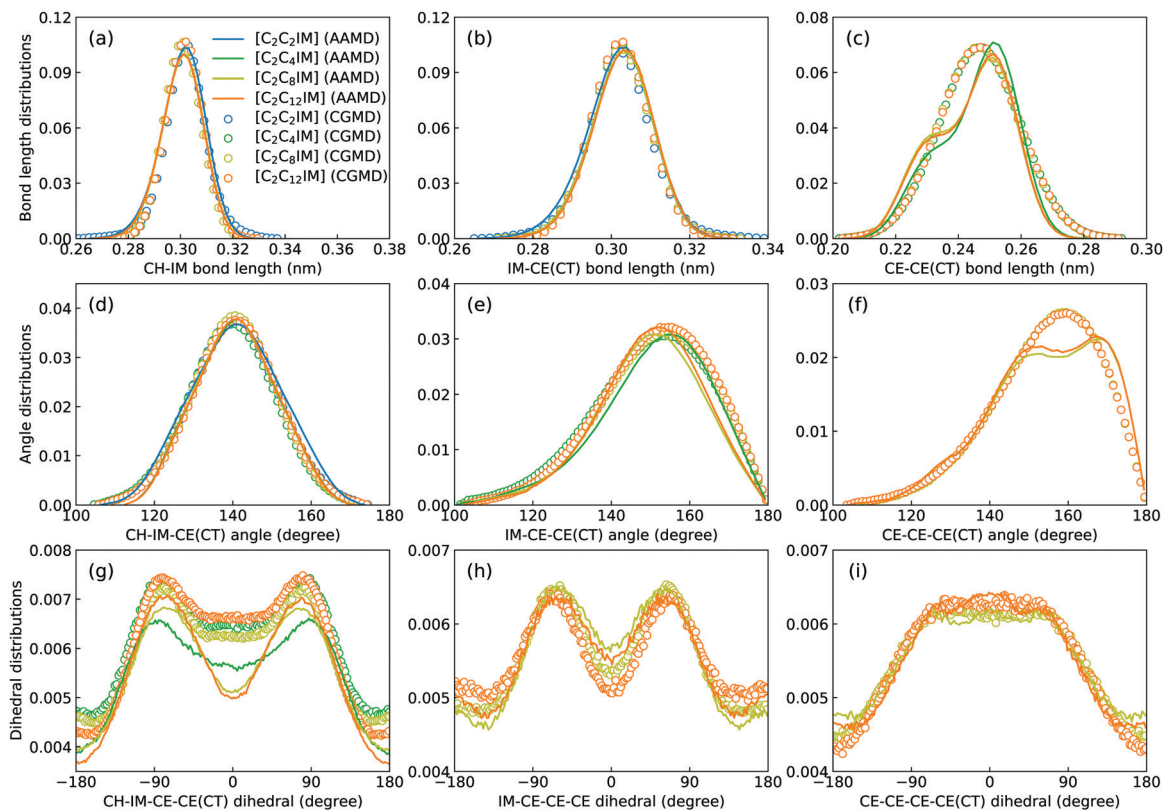 (a)
[C2C2IM] (AAMD)
[C2C4IM] (AAMD)
[C2C8IM] (AAMD)
[C2C12IM] (AAMD)
[C2C2IM] (CGMD)
[C2C4IM] (CGMD)
[C2C8IM] (CGMD)
[C2C12IM] (CGMD)
Bond length distributions
0.12
0.09
0.06
0.03
0.00
0.26 0.28 0.30 0.32 0.34 0.36 0.38
CH-IM bond length (nm)
(b)
0.12
0.09
0.06
0.03
0.00
0.26 0.28 0.30 0.32 0.34
IM-CE(CT) bond length (nm)
(c)
0.08
0.06
0.04
0.02
0.00
0.20 0.22 0.24 0.26 0.28 0.30
CE-CE(CT) bond length (nm)
(d)
Angle distributions
0.04
0.03
0.02
0.01
0.00
100 120 140 160 180
CH-IM-CE(CT) angle (degree)
(e)
0.04
0.03
0.02
0.01
0.00
100 120 140 160 180
IM-CE-CE(CT) angle (degree)
(f)
0.03
0.02
0.01
0.00
100 120 140 160 180
CE-CE-CE(CT) angle (degree)
(g)
Dihedral distributions
0.008
0.007
0.006
0.005
0.004
−180 −90 0 90 180
CH-IM-CE-CE(CT) dihedral (degree)
(h)
0.007
0.006
0.005
0.004
−180 −90 0 90 180
IM-CE-CE-CE dihedral (degree)
(i)
0.007
0.006
0.005
0.004
−180 −90 0 90 180
CE-CE-CE-CE(CT) dihedral (degree)